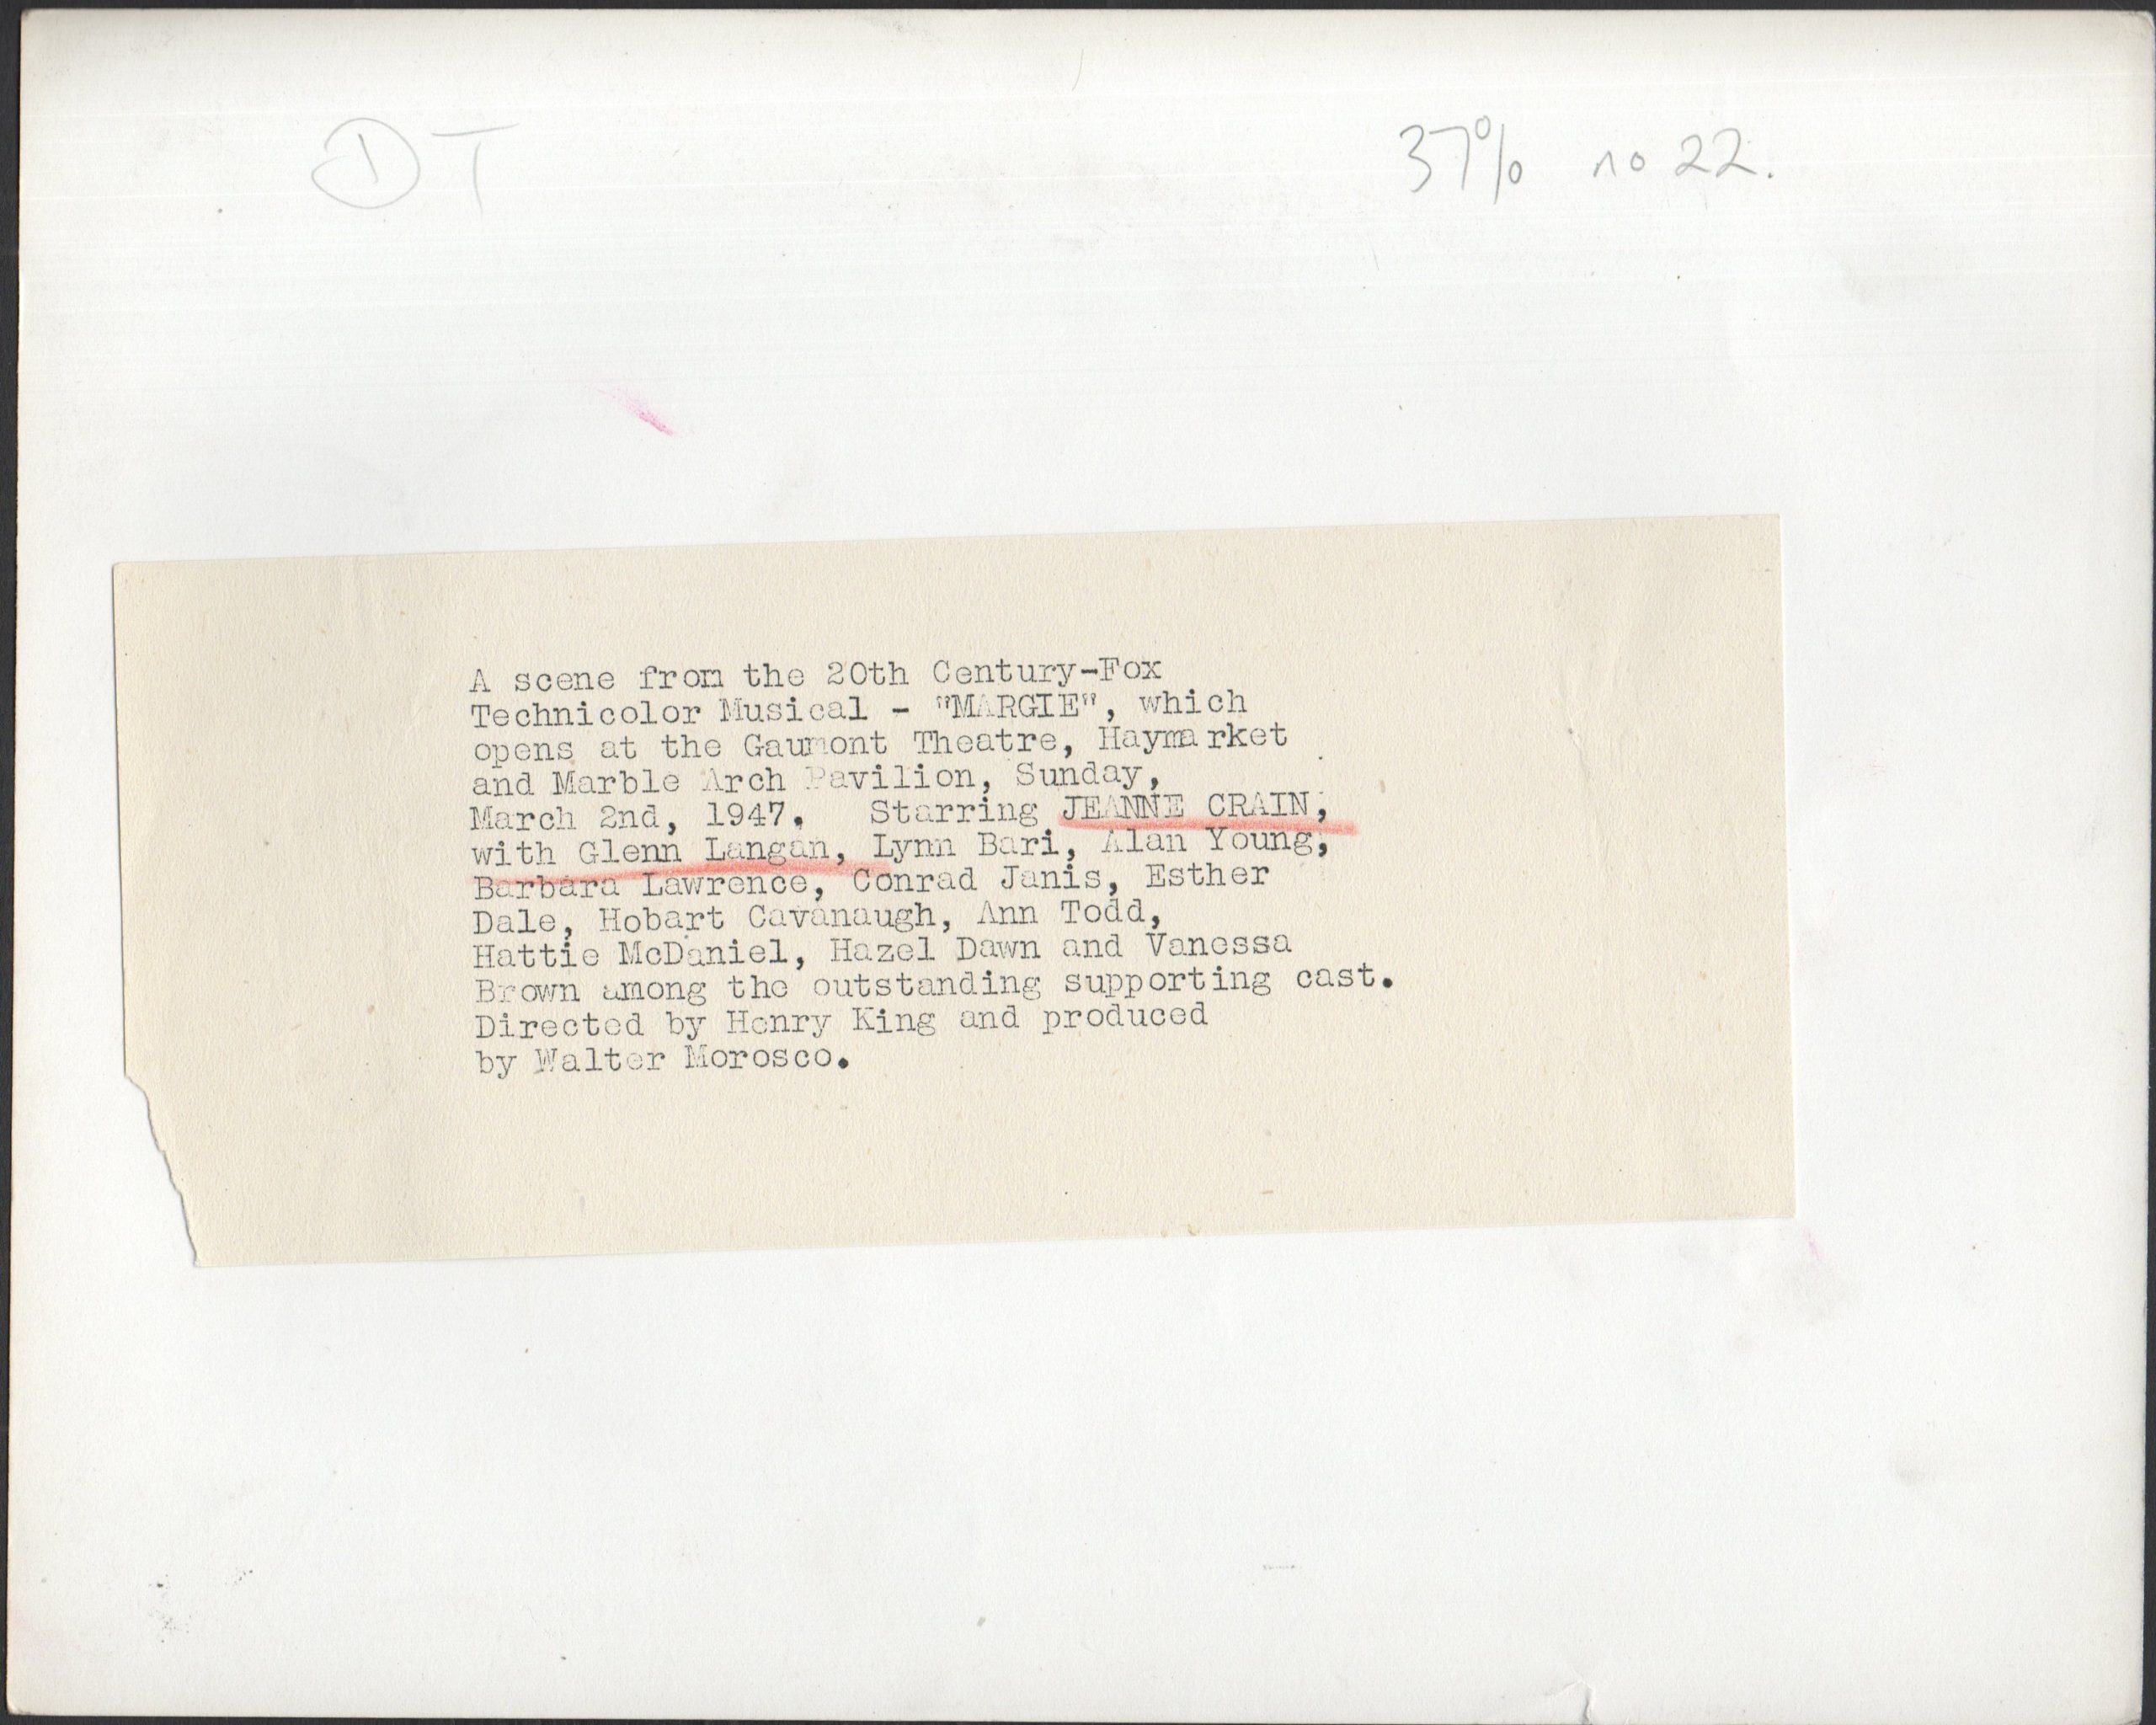 DT
37% no 22.
A scene from the 20th Century-Fox
Technicolor Musical - "MARGIE", which
opens at the Gaumont Theatre, Haymarket
and Marble Arch Pavilion, Sunday,
March 2nd, 1947. Starring JEANNE CRAIN,
with Glenn Langan, Lynn Bari, Alan Young,
Barbara Lawrence, Conrad Janis, Esther
Dale, Hobart Cavanaugh, Ann Todd,
Hattie McDaniel, Hazel Dawn and Vanessa
Brown among the outstanding supporting cast.
Directed by Henry King and produced
by Walter Morosco.